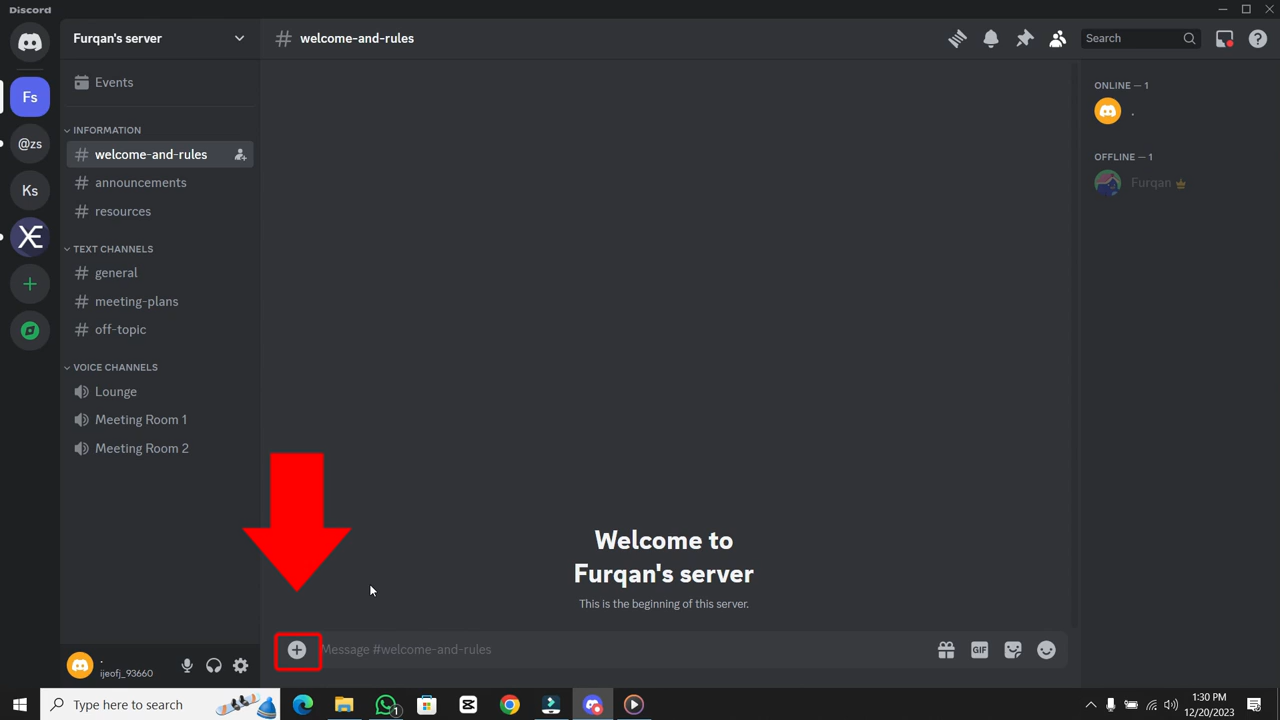 Discord
Furqan's server
welcome-and-rules
Search
Fs
@zs
Ks
Events
INFORMATION
welcome-and-rules
announcements
resources
TEXT CHANNELS
general
meeting-plans
off-topic
VOICE CHANNELS
Lounge
Meeting Room 1
Meeting Room 2
.
ijeofj_93660
Welcome to
Furqan's server
This is the beginning of this server.
Message #welcome-and-rules
GIF
ONLINE — 1
.
OFFLINE — 1
Furqan
Type here to search
1
1:30 PM
12/20/2023